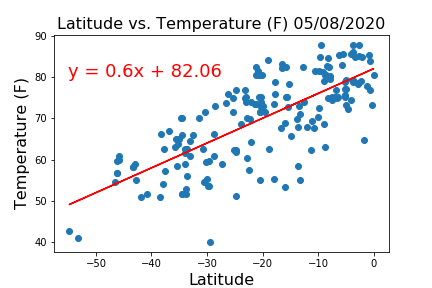 Latitude vs. Temperature (F) 05/08/2020
90
80
70
60
50
40
Temperature (F)
y = 0.6x + 82.06
−50 −40 −30 −20 −10 0
Latitude